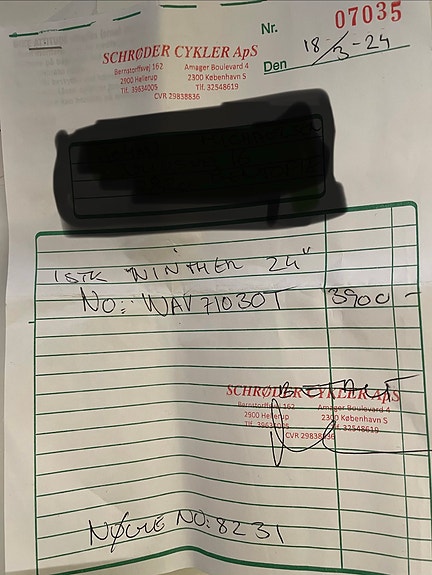 Nr. 07035
SCHRØDER CYKLER ApS
Bernstorffsvej 162 Amager Boulevard 4
2900 Hellerup 2300 København S
Tlf. 39634005 Tlf. 32548619
CVR 29838836
Den 18/3-24
1 STK WINTHER 24"
NO: WAV71030T 3900-
SCHRØDER CYKLER ApS
Bernstorffsvej 162 Amager Boulevard 4
2900 Hellerup 2300 København S
Tlf. 32548619
CVR 29838836
NØGLE NO: 8231